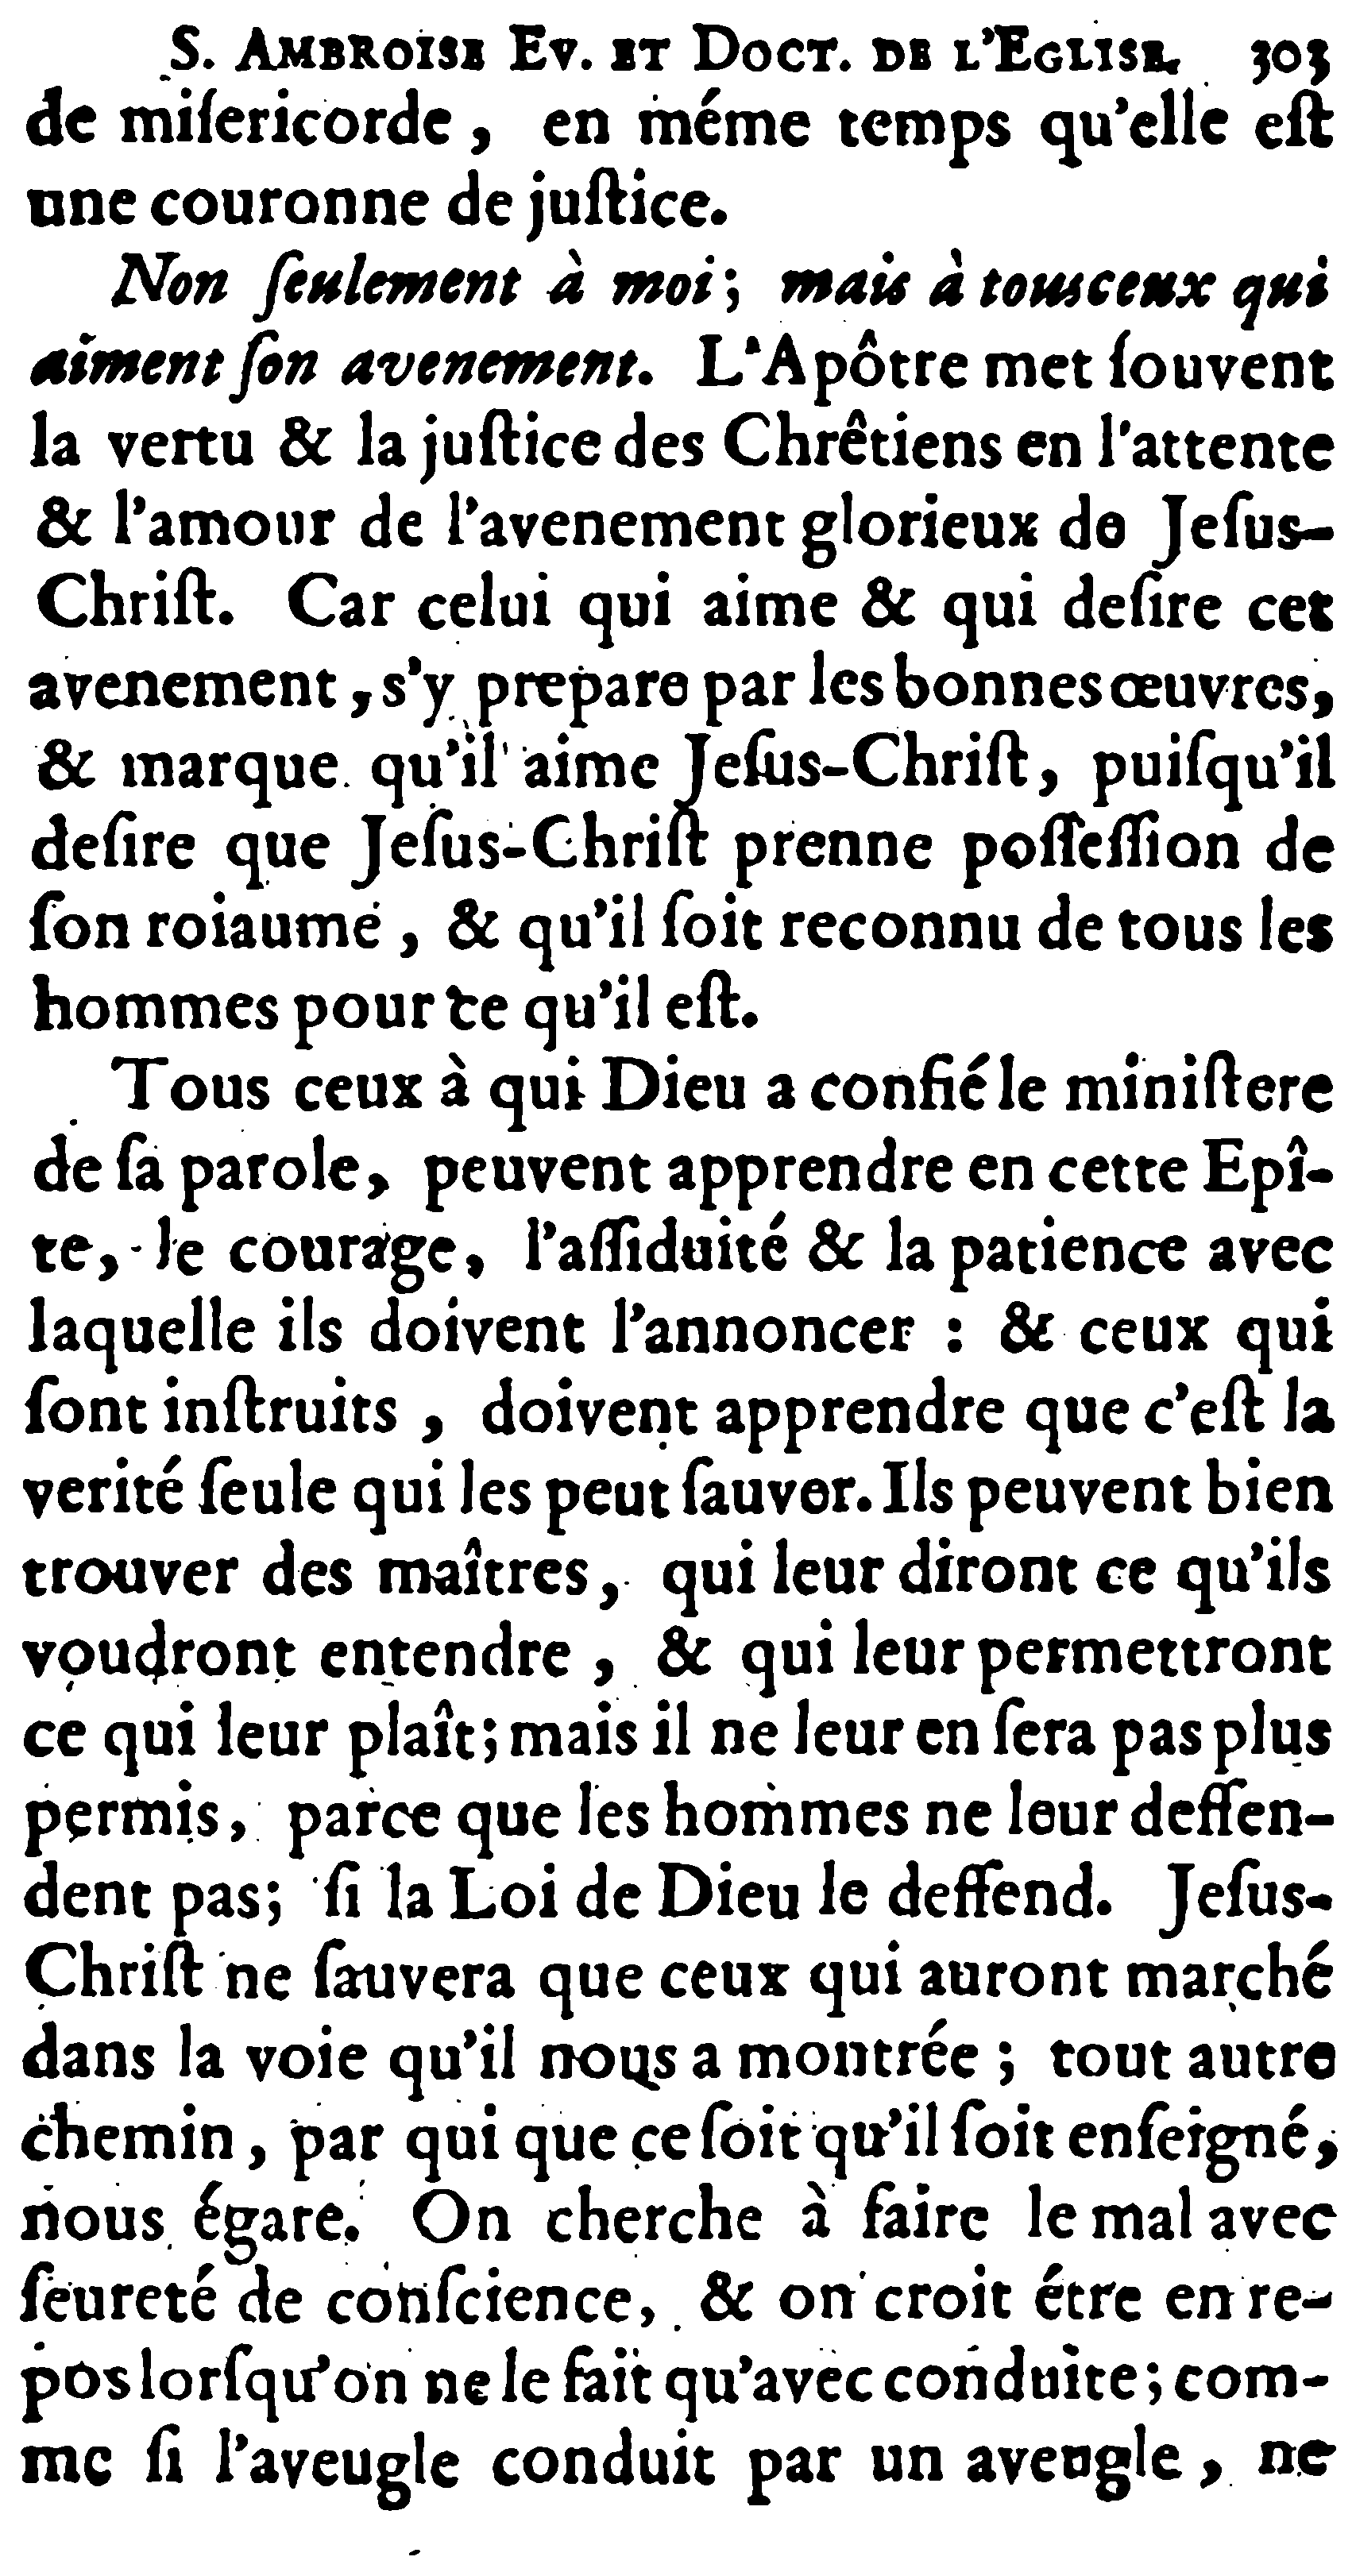 S. AMBROISE EV. ET DOCT. DE L'EGLISE. 303
de miſericorde, en méme temps qu'elle eſt
une couronne de juſtice.
Non ſeulement à moi; mais à tous ceux qui
aiment ſon avenement. L'Apôtre met ſouvent
la vertu & la juſtice des Chrêtiens en l'attente
& l'amour de l'avenement glorieux de Jeſus-
Chriſt. Car celui qui aime & qui deſire cet
avenement, s'y prepare par les bonnes œuvres,
& marque qu'il aime Jeſus-Chriſt, puiſqu'il
deſire que Jeſus-Chriſt prenne poſſeſſion de
ſon roiaume, & qu'il ſoit reconnu de tous les
hommes pour ce qu'il eſt.
Tous ceux à qui Dieu a confié le miniſtere
de ſa parole, peuvent apprendre en cette Epî-
te, le courage, l'aſſiduité & la patience avec
laquelle ils doivent l'annoncer : & ceux qui
ſont inſtruits, doivent apprendre que c'eſt la
verité ſeule qui les peut ſauver. Ils peuvent bien
trouver des maîtres, qui leur diront ce qu'ils
voudront entendre, & qui leur permettront
ce qui leur plaît; mais il ne leur en ſera pas plus
permis, parce que les hommes ne leur deffen-
dent pas; ſi la Loi de Dieu le deffend. Jeſus-
Chriſt ne ſauvera que ceux qui auront marché
dans la voie qu'il nous a montrée; tout autre
chemin, par qui que ce ſoit qu'il ſoit enſeigné,
nous égare. On cherche à faire le mal avec
ſeureté de conſcience, & on croit étre en re-
pos lorſqu'on ne le fait qu'avec conduite; com-
me ſi l'aveugle conduit par un aveugle, ne